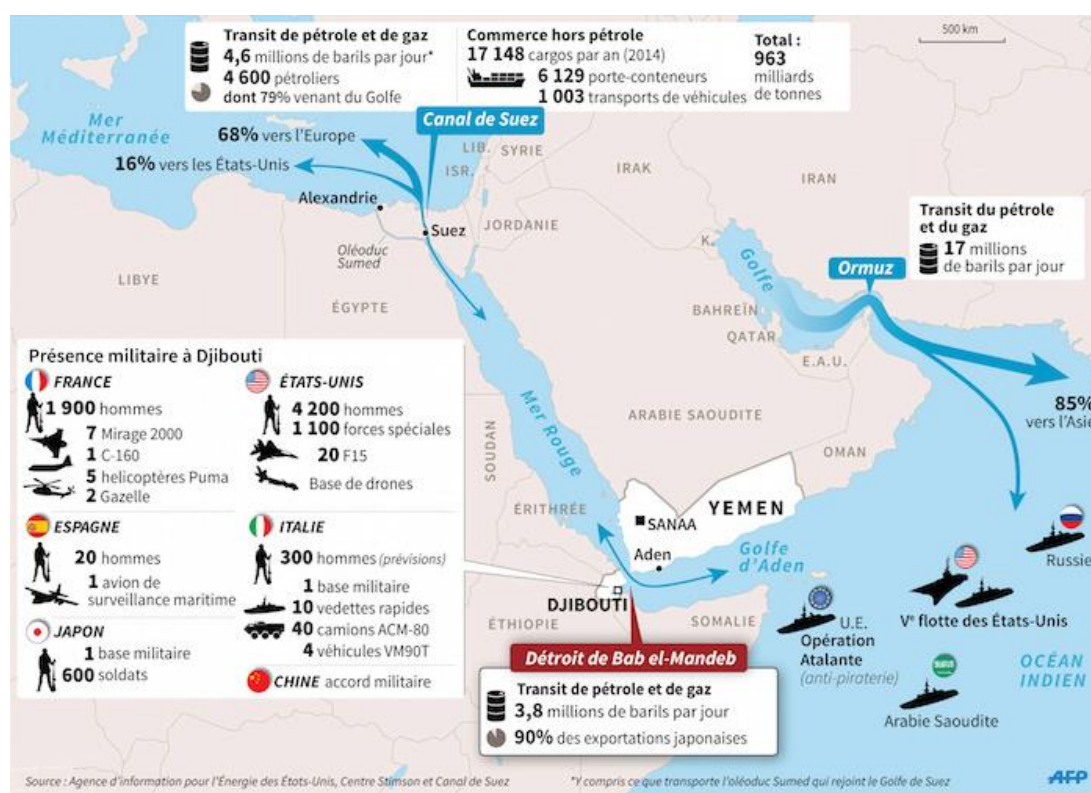 Transit de pétrole et de gaz
4,6 millions de barils par jour*
4 600 pétroliers
dont 79% venant du Golfe
Commerce hors pétrole
17 148 cargos par an (2014)
6 129 porte-conteneurs
1 003 transports de véhicules
Total :
963
milliards
de tonnes
500 km
Mer
Méditerranée
68% vers l'Europe
16% vers les États-Unis
Canal de Suez
LIB.
SYRIE
ISR.
IRAK
IRAN
Alexandrie
Suez
JORDANIE
Oléoduc
Sumed
K.
LIBYE
ÉGYPTE
Golfe
Ormuz
Transit du pétrole
et du gaz
17 millions
de barils par jour
BAHREÏN
QATAR
E.A.U.
85%
vers l'Asie
Mer Rouge
ARABIE SAOUDITE
OMAN
SOUDAN
ÉRITHRÉE
YEMEN
SANAA
Aden
Golfe
d'Aden
DJIBOUTI
ÉTHIOPIE
SOMALIE
Présence militaire à Djibouti
FRANCE
1 900 hommes
7 Mirage 2000
1 C-160
5 helicoptères Puma
2 Gazelle
ÉTATS-UNIS
4 200 hommes
1 100 forces spéciales
20 F15
Base de drones
ESPAGNE
20 hommes
1 avion de
surveillance maritime
ITALIE
300 hommes (prévisions)
1 base militaire
10 vedettes rapides
40 camions ACM-80
4 véhicules VM90T
JAPON
1 base militaire
600 soldats
CHINE accord militaire
Détroit de Bab el-Mandeb
Transit de pétrole et de gaz
3,8 millions de barils par jour
90% des exportations japonaises
Russie
Ve flotte des États-Unis
U.E.
Opération
Atalante
(anti-piraterie)
Arabie Saoudite
OCÉAN
INDIEN
Source : Agence d'information pour l'Énergie des États-Unis, Centre Stimson et Canal de Suez
*Y compris ce que transporte l'oléoduc Sumed qui rejoint le Golfe de Suez
AFP